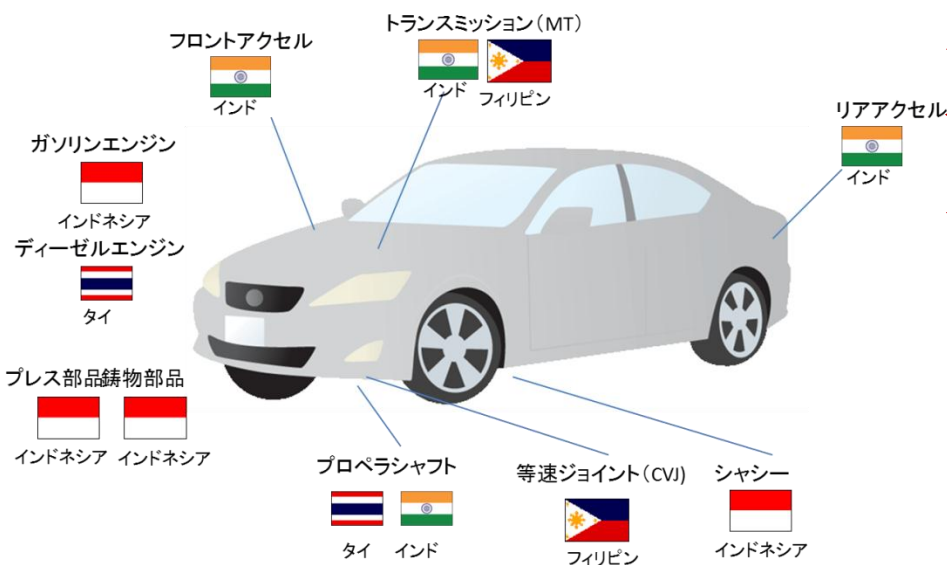 トランスミッション(MT)
インド フィリピン
フロントアクセル
インド
リアアクセル
インド
ガソリンエンジン
インドネシア
ディーゼルエンジン
タイ
プレス部品 鋳物部品
インドネシア インドネシア
プロペラシャフト
タイ インド
等速ジョイント(CVJ)
フィリピン
シャシー
インドネシア